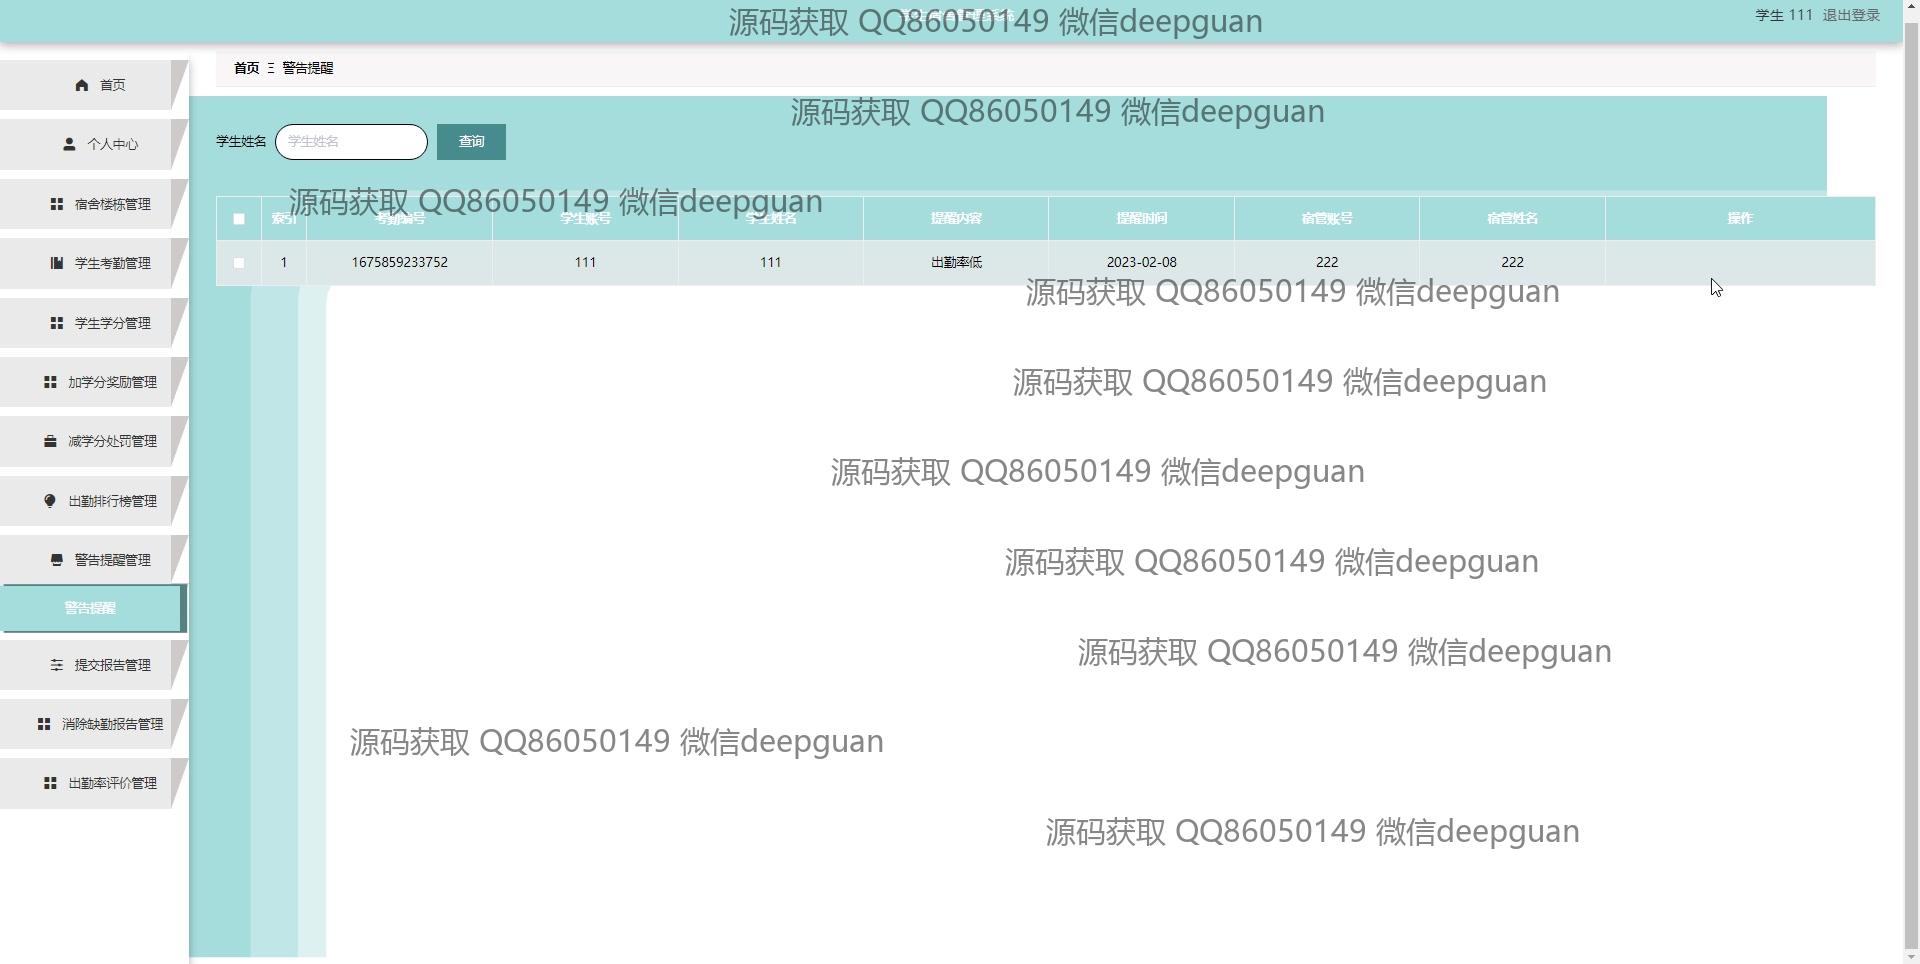 源码获取 QQ86050149 微信deepguan
学生 111 退出登录
首页 Ξ 警告提醒
首页
个人中心
宿舍楼栋管理
学生考勤管理
学生学分管理
加学分奖励管理
减学分处罚管理
出勤排行榜管理
警告提醒管理
警告提醒
提交报告管理
消除缺勤报告管理
出勤率评价管理
源码获取 QQ86050149 微信deepguan
学生姓名 学生姓名 查询
源码获取 QQ86050149 微信deepguan
索引 考勤编号 学生账号 学生姓名 提醒内容 提醒时间 宿管账号 宿管姓名 操作
1 1675859233752 111 111 出勤率低 2023-02-08 222 222
源码获取 QQ86050149 微信deepguan
源码获取 QQ86050149 微信deepguan
源码获取 QQ86050149 微信deepguan
源码获取 QQ86050149 微信deepguan
源码获取 QQ86050149 微信deepguan
源码获取 QQ86050149 微信deepguan
源码获取 QQ86050149 微信deepguan